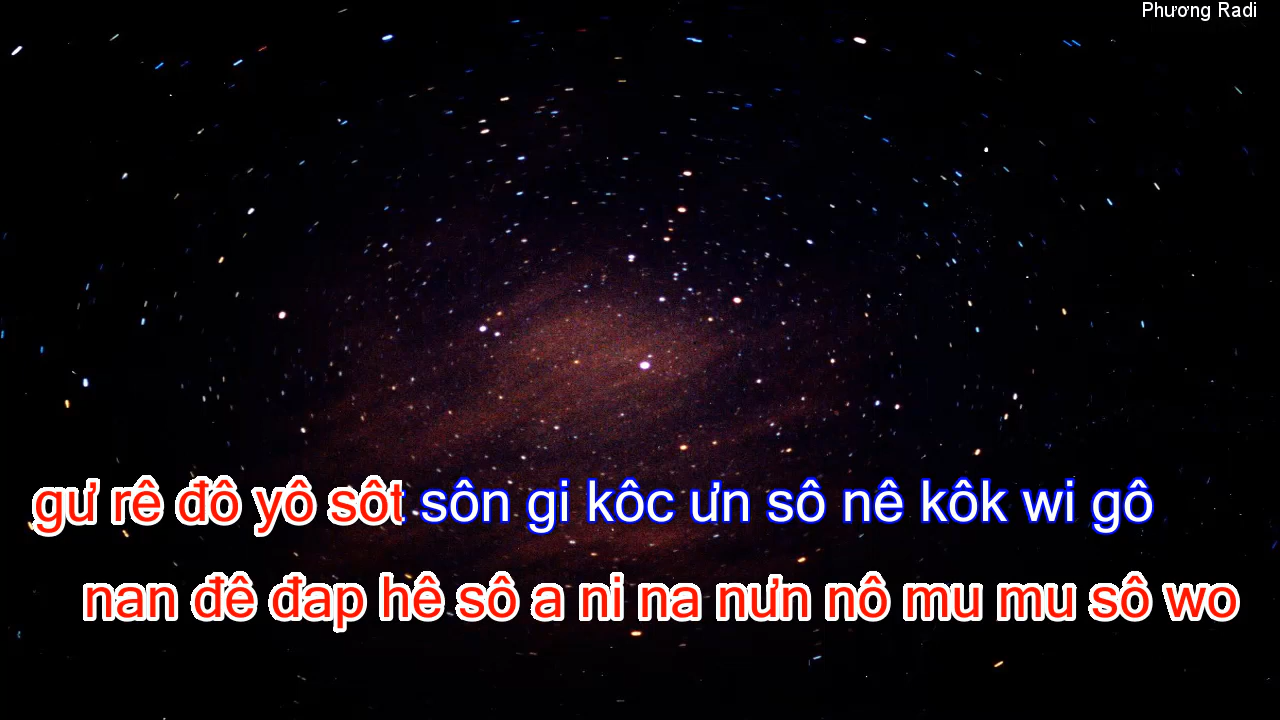 Phương Radi
gư rê đô yô sôt sôn gi kôc ưn sô nê kôk wi gô
nan đê đap hê sô a ni na nưn nô mu mu sô wo